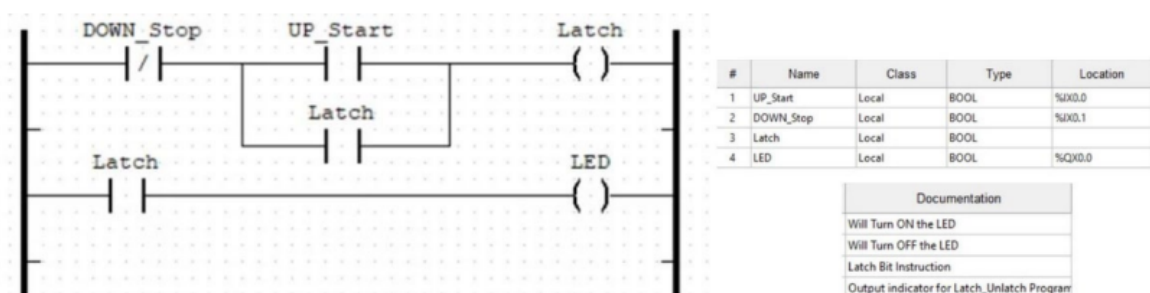 DOWN_Stop UP_Start Latch
Latch
Latch LED
# Name Class Type Location
1 UP_Start Local BOOL %IX0.0
2 DOWN_Stop Local BOOL %IX0.1
3 Latch Local BOOL
4 LED Local BOOL %QX0.0
Documentation
Will Turn ON the LED
Will Turn OFF the LED
Latch Bit Instruction
Output indicator for Latch_Unlatch Program